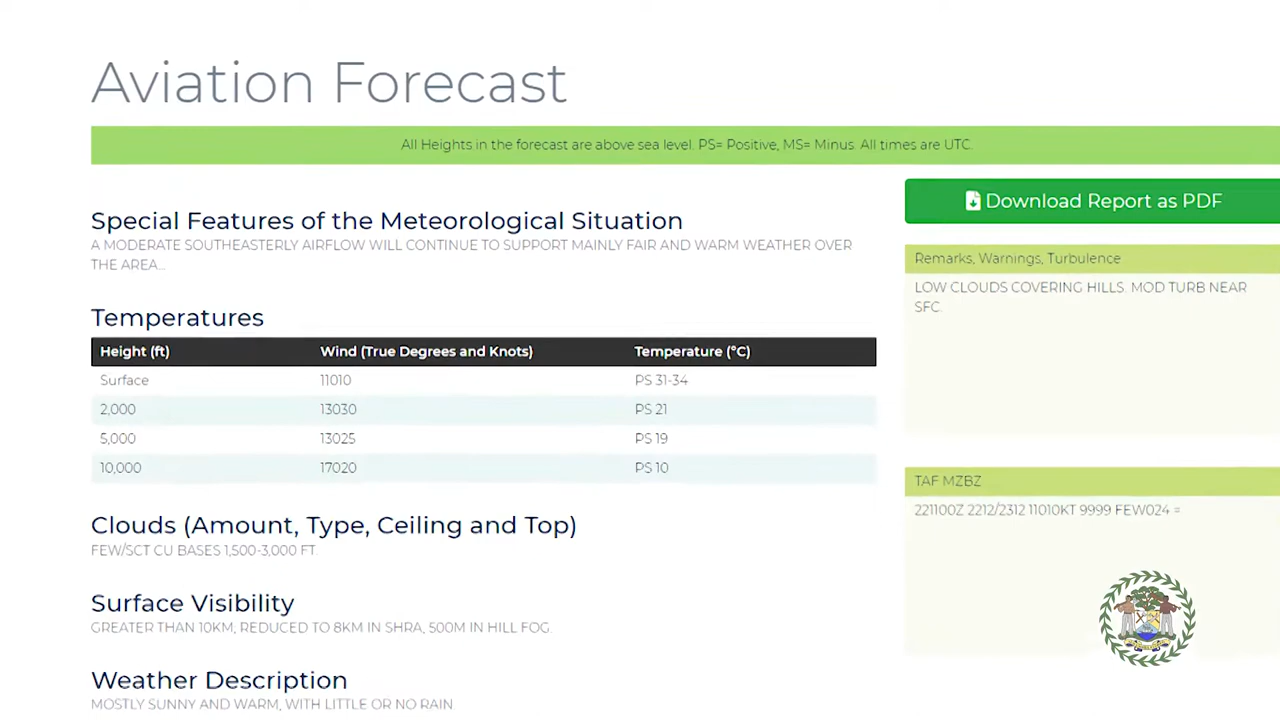 Aviation Forecast
All Heights in the forecast are above sea level. PS= Positive, MS= Minus. All times are UTC.
Special Features of the Meteorological Situation
A MODERATE SOUTHEASTERLY AIRFLOW WILL CONTINUE TO SUPPORT MAINLY FAIR AND WARM WEATHER OVER
THE AREA...
Temperatures
Height (ft) Wind (True Degrees and Knots) Temperature (°C)
Surface 11010 PS 31-34
2,000 13030 PS 21
5,000 13025 PS 19
10,000 17020 PS 10
Clouds (Amount, Type, Ceiling and Top)
FEW/SCT CU BASES 1,500-3,000 FT.
Surface Visibility
GREATER THAN 10KM, REDUCED TO 8KM IN SHRA, 500M IN HILL FOG.
Weather Description
MOSTLY SUNNY AND WARM, WITH LITTLE OR NO RAIN
Download Report as PDF
Remarks, Warnings, Turbulence
LOW CLOUDS COVERING HILLS. MOD TURB NEAR
SFC.
TAF MZBZ
221100Z 2212/2312 11010KT 9999 FEW024 =